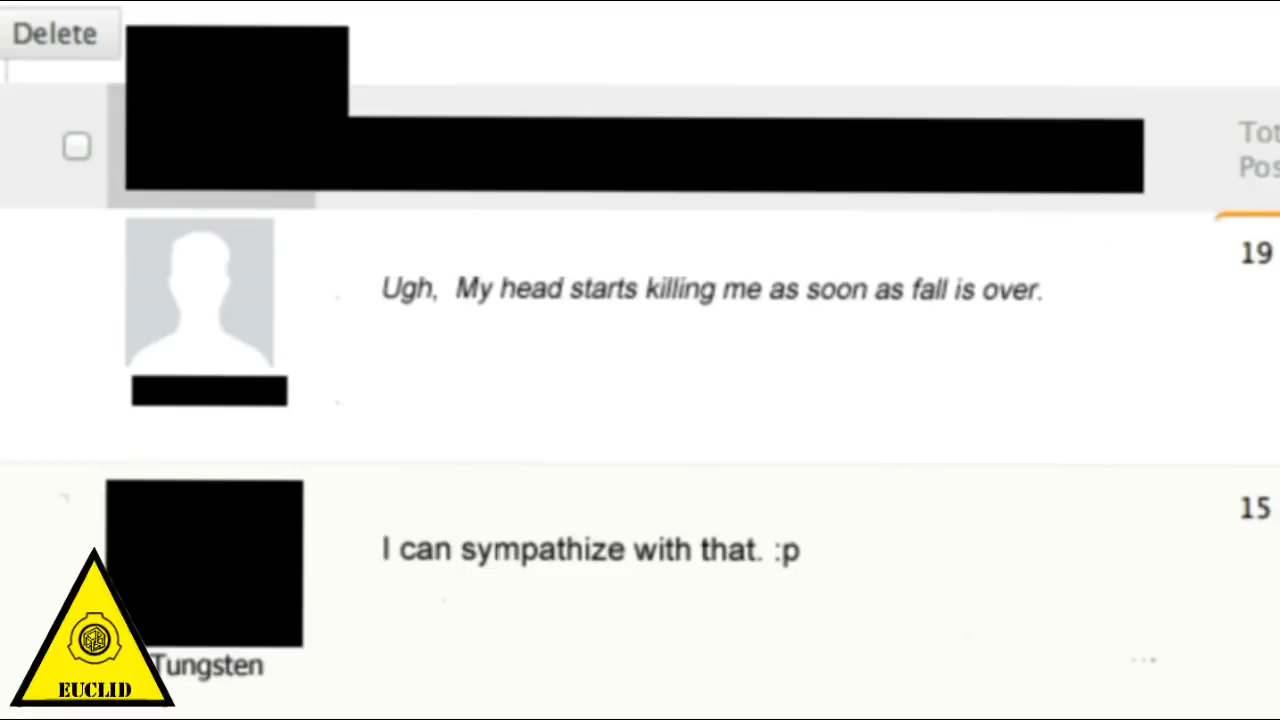 Delete
Tot
Pos
19
Ugh, My head starts killing me as soon as fall is over.
15
I can sympathize with that. :p
Tungsten
EUCLID